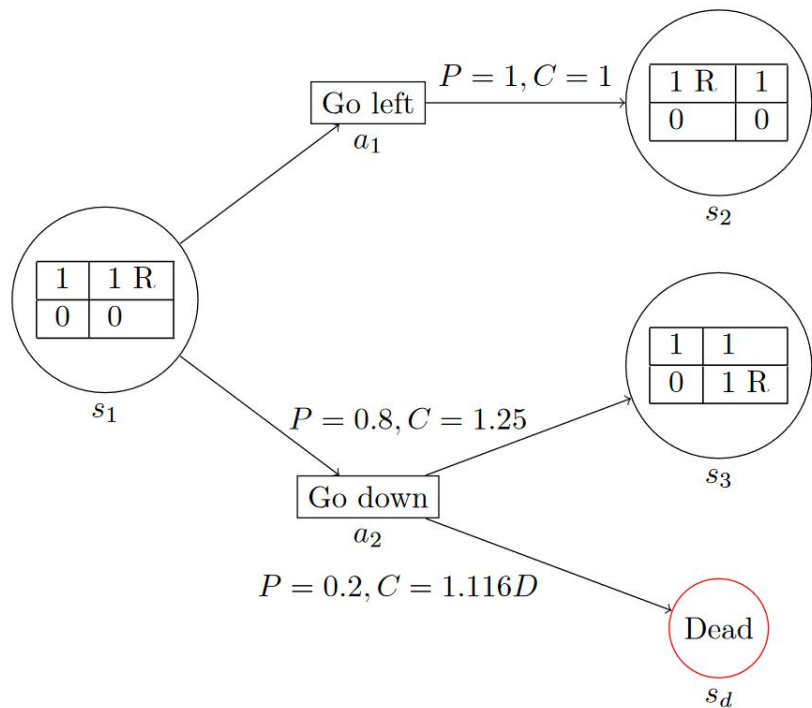 Go left
a₁
P = 1, C = 1
1 R 1
0 0
s₂
1 1 R
0 0
s₁
P = 0.8, C = 1.25
1 1
0 1 R
s₃
Go down
a₂
P = 0.2, C = 1.116D
Dead
s_d